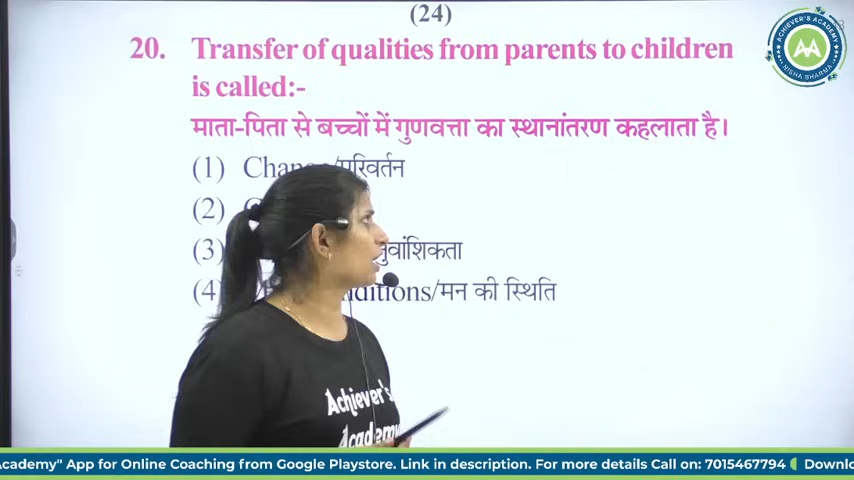 (24)
20. Transfer of qualities from parents to children
is called:-
माता-पिता से बच्चों में गुणवत्ता का स्थानांतरण कहलाता है।
(1) Change/परिवर्तन
(2)
(3) नुवांशिकता
(4) nditions/मन की स्थिति
ACHIEVER'S ACADEMY
NISHA SHARMA
Achiever's
Academy
Academy" App for Online Coaching from Google Playstore. Link in description. For more details Call on: 7015467794 Downlo